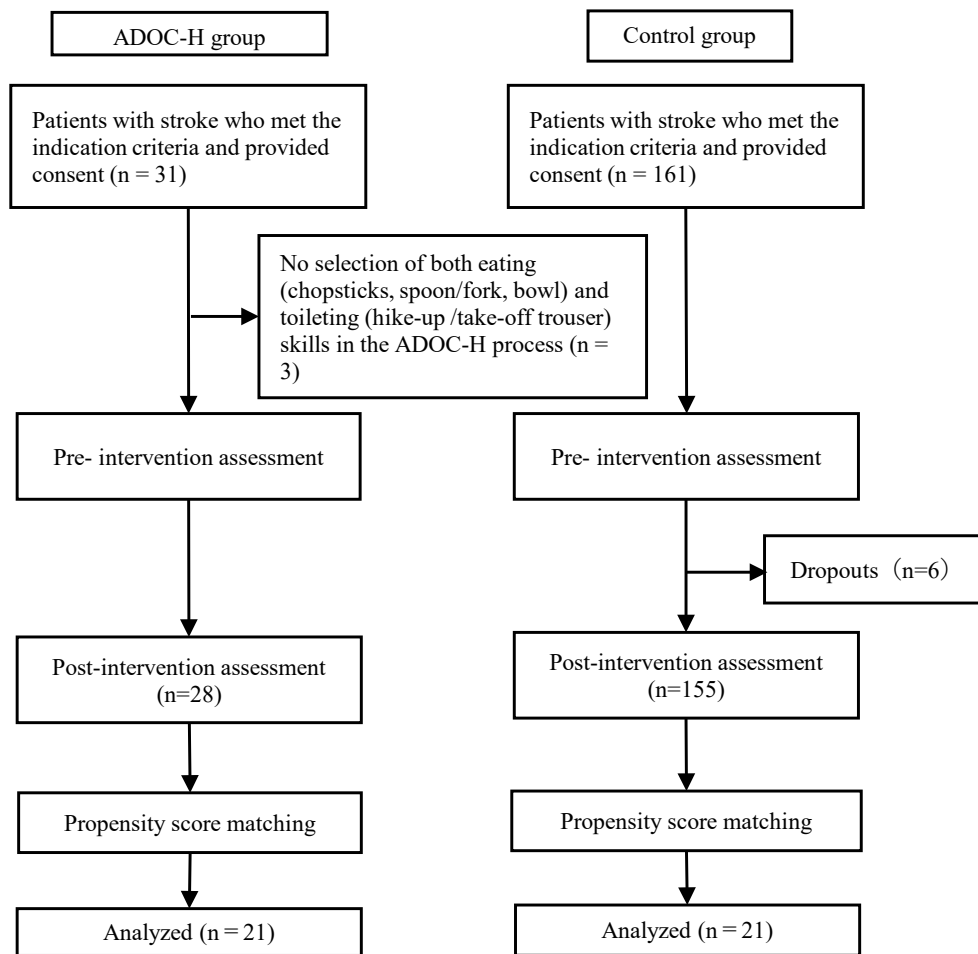 ADOC-H group
Control group
Patients with stroke who met the
indication criteria and provided
consent (n = 31)
Patients with stroke who met the
indication criteria and provided
consent (n = 161)
No selection of both eating
(chopsticks, spoon/fork, bowl) and
toileting (hike-up /take-off trouser)
skills in the ADOC-H process (n =
3)
Pre- intervention assessment
Pre- intervention assessment
Dropouts（n=6）
Post-intervention assessment
(n=28)
Post-intervention assessment
(n=155)
Propensity score matching
Propensity score matching
Analyzed (n = 21)
Analyzed (n = 21)